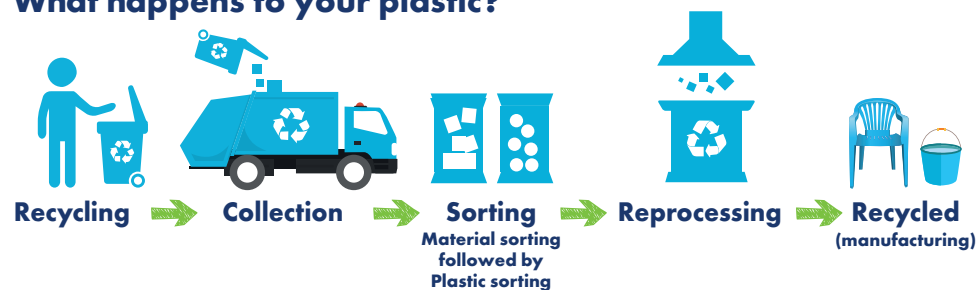 What happens to your plastic?
Recycling
Collection
Sorting
Material sorting
followed by
Plastic sorting
Reprocessing
Recycled
(manufacturing)